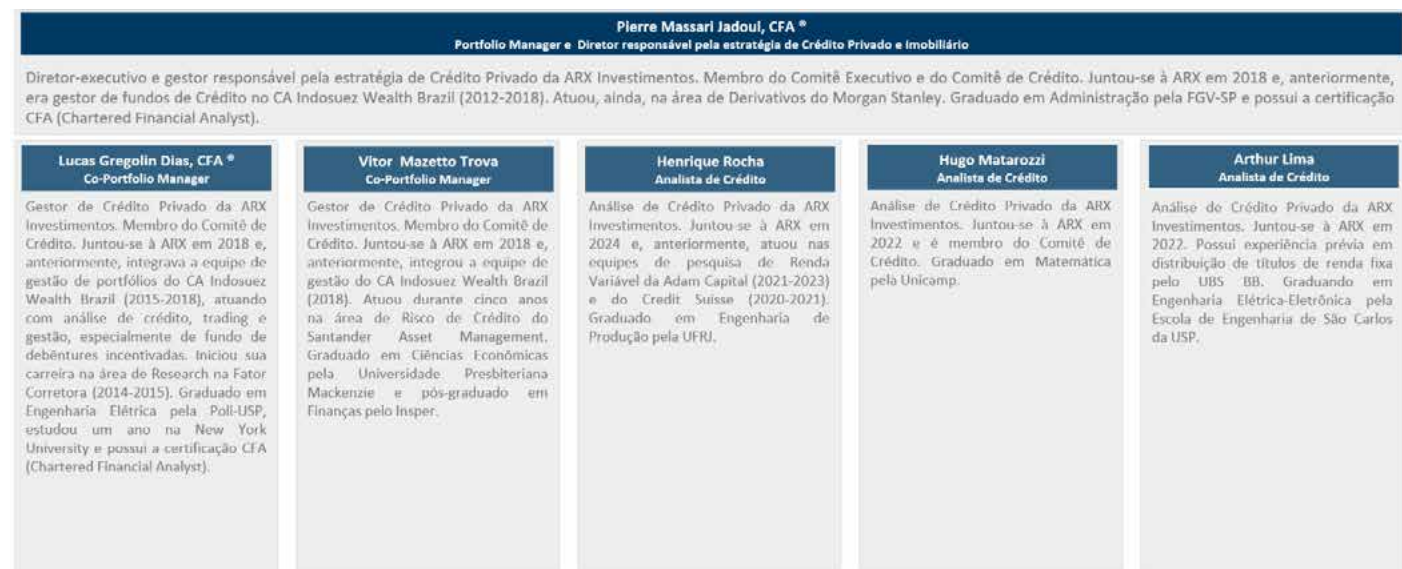 Pierre Massari Jadoul, CFA ®
Portfolio Manager e Diretor responsável pela estratégia de Crédito Privado e Imobiliário
Diretor-executivo e gestor responsável pela estratégia de Crédito Privado da ARX Investimentos. Membro do Comitê Executivo e do Comitê de Crédito. Juntou-se à ARX em 2018 e, anteriormente,
era gestor de fundos de Crédito no CA Indosuez Wealth Brazil (2012-2018). Atuou, ainda, na área de Derivativos do Morgan Stanley. Graduado em Administração pela FGV-SP e possui a certificação
CFA (Chartered Financial Analyst).
Lucas Gregolin Dias, CFA ®
Co-Portfolio Manager
Gestor de Crédito Privado da ARX
Investimentos. Membro do Comitê de
Crédito. Juntou-se à ARX em 2018 e,
anteriormente, integrava a equipe de
gestão de portfólios do CA Indosuez
Wealth Brazil (2015-2018), atuando
com análise de crédito, trading e
gestão, especialmente de fundo de
debêntures incentivadas. Iniciou sua
carreira na área de Research na Fator
Corretora (2014-2015). Graduado em
Engenharia Elétrica pela Poli-USP,
estudou um ano na New York
University e possui a certificação CFA
(Chartered Financial Analyst).
Vitor Mazetto Trova
Co-Portfolio Manager
Gestor de Crédito Privado da ARX
Investimentos. Membro do Comitê de
Crédito. Juntou-se à ARX em 2018 e,
anteriormente, integrou a equipe de
gestão do CA Indosuez Wealth Brazil
(2018). Atuou durante cinco anos
na área de Risco de Crédito do
Santander Asset Management.
Graduado em Ciências Econômicas
pela Universidade Presbiteriana
Mackenzie e pós-graduado em
Finanças pelo Insper.
Henrique Rocha
Analista de Crédito
Análise de Crédito Privado da ARX
Investimentos. Juntou-se à ARX em
2024 e, anteriormente, atuou nas
equipes de pesquisa de Renda
Variável da Adam Capital (2021-2023)
e do Credit Suisse (2020-2021).
Graduado em Engenharia de
Produção pela UFRJ.
Hugo Matarozzi
Analista de Crédito
Análise de Crédito Privado da ARX
Investimentos. Juntou-se à ARX em
2022 e é membro do Comitê de
Crédito. Graduado em Matemática
pela Unicamp.
Arthur Lima
Analista de Crédito
Análise de Crédito Privado da ARX
Investimentos. Juntou-se à ARX em
2022. Possui experiência prévia em
distribuição de títulos de renda fixa
pelo UBS BB. Graduando em
Engenharia Elétrica-Eletrônica pela
Escola de Engenharia de São Carlos
da USP.